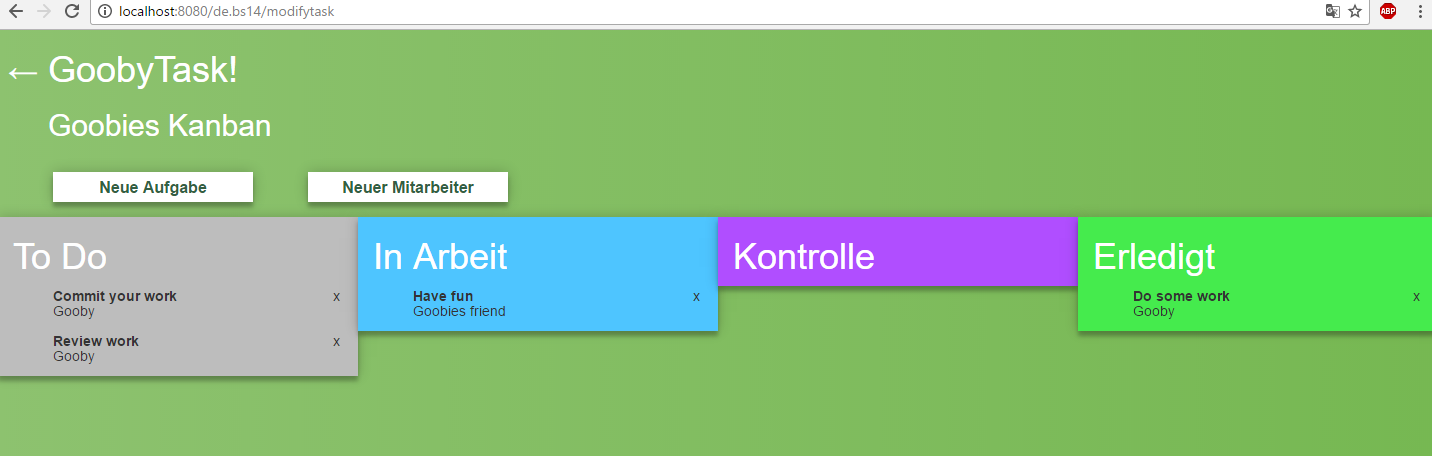 localhost:8080/de.bs14/modifytask
ABP
← GoobyTask!
Goobies Kanban
Neue Aufgabe
Neuer Mitarbeiter
To Do
Commit your work x
Gooby
Review work x
Gooby
In Arbeit
Have fun x
Goobies friend
Kontrolle
Erledigt
Do some work x
Gooby